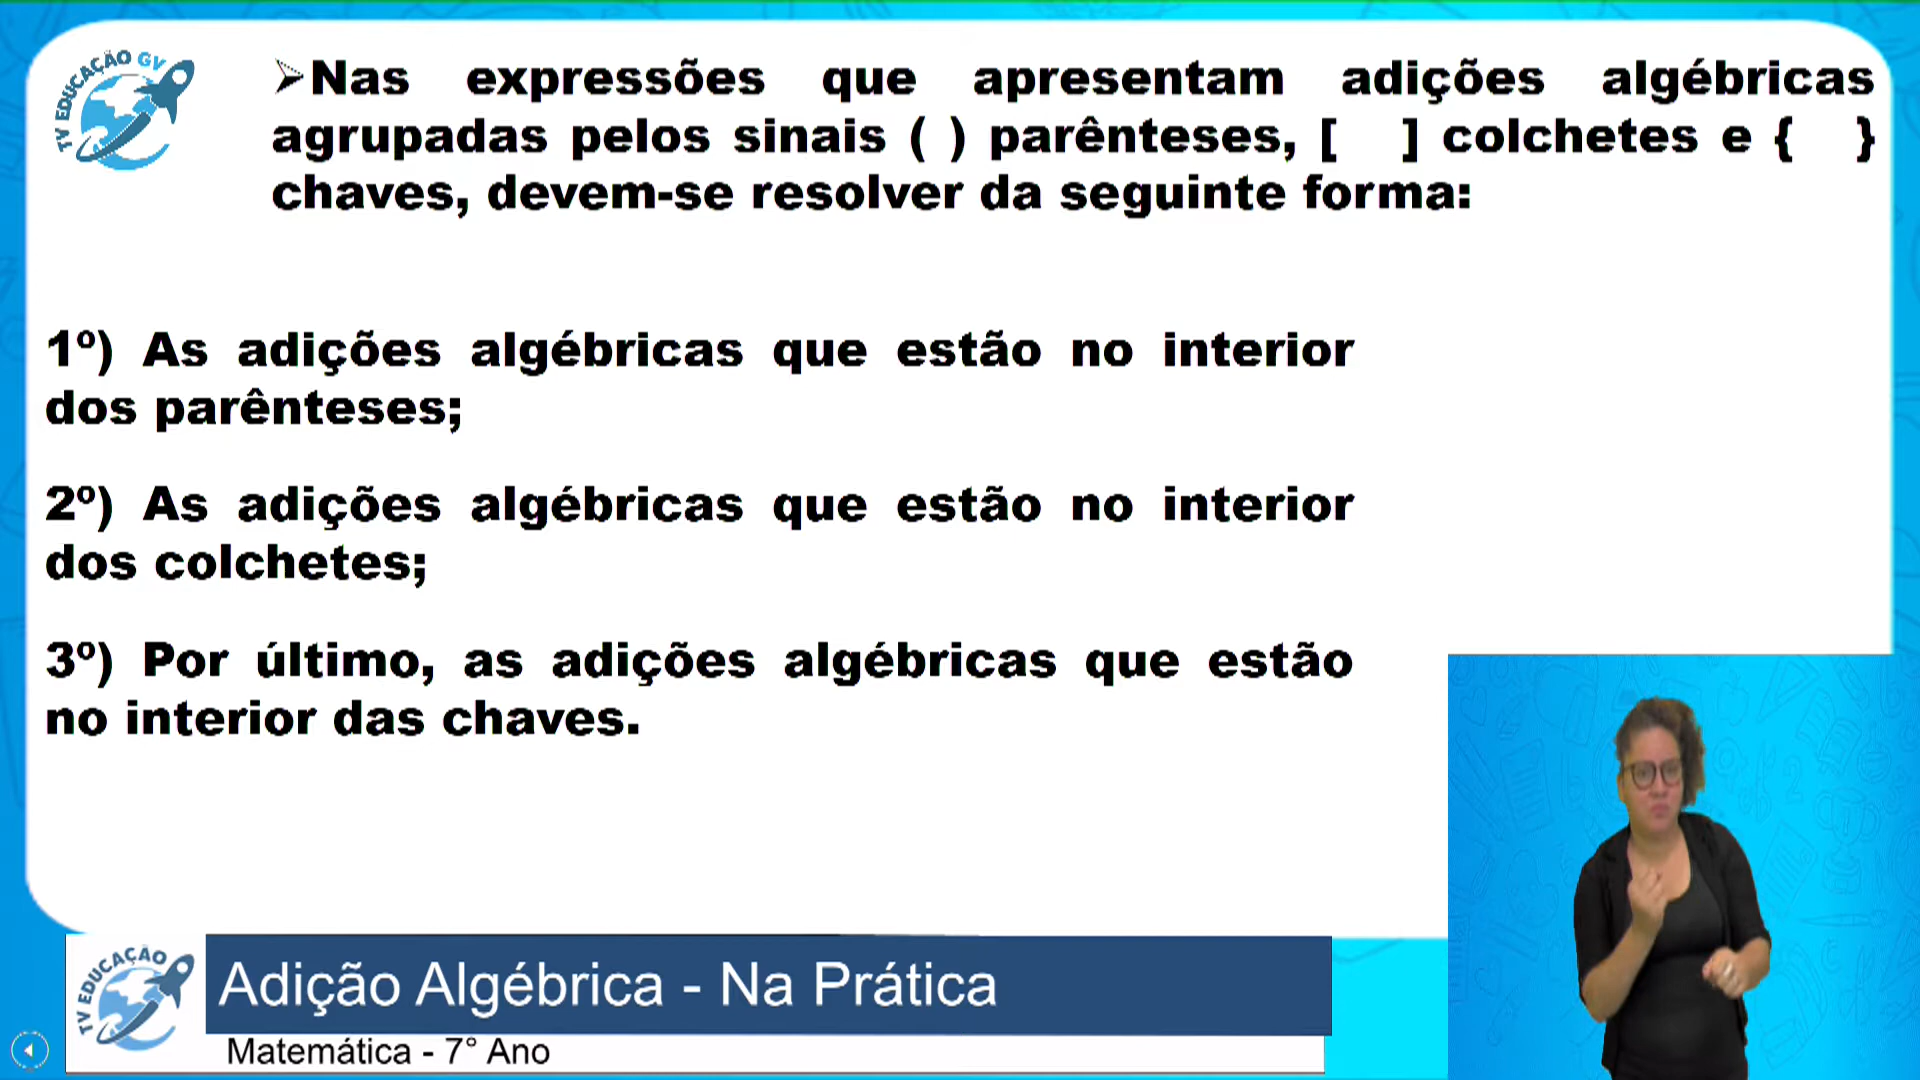 TV EDUCAÇÃO GV
➢Nas expressões que apresentam adições algébricas
agrupadas pelos sinais ( ) parênteses, [ ] colchetes e { }
chaves, devem-se resolver da seguinte forma:
1º) As adições algébricas que estão no interior
dos parênteses;
2º) As adições algébricas que estão no interior
dos colchetes;
3º) Por último, as adições algébricas que estão
no interior das chaves.
TV EDUCAÇÃO
Adição Algébrica - Na Prática
Matemática - 7° Ano